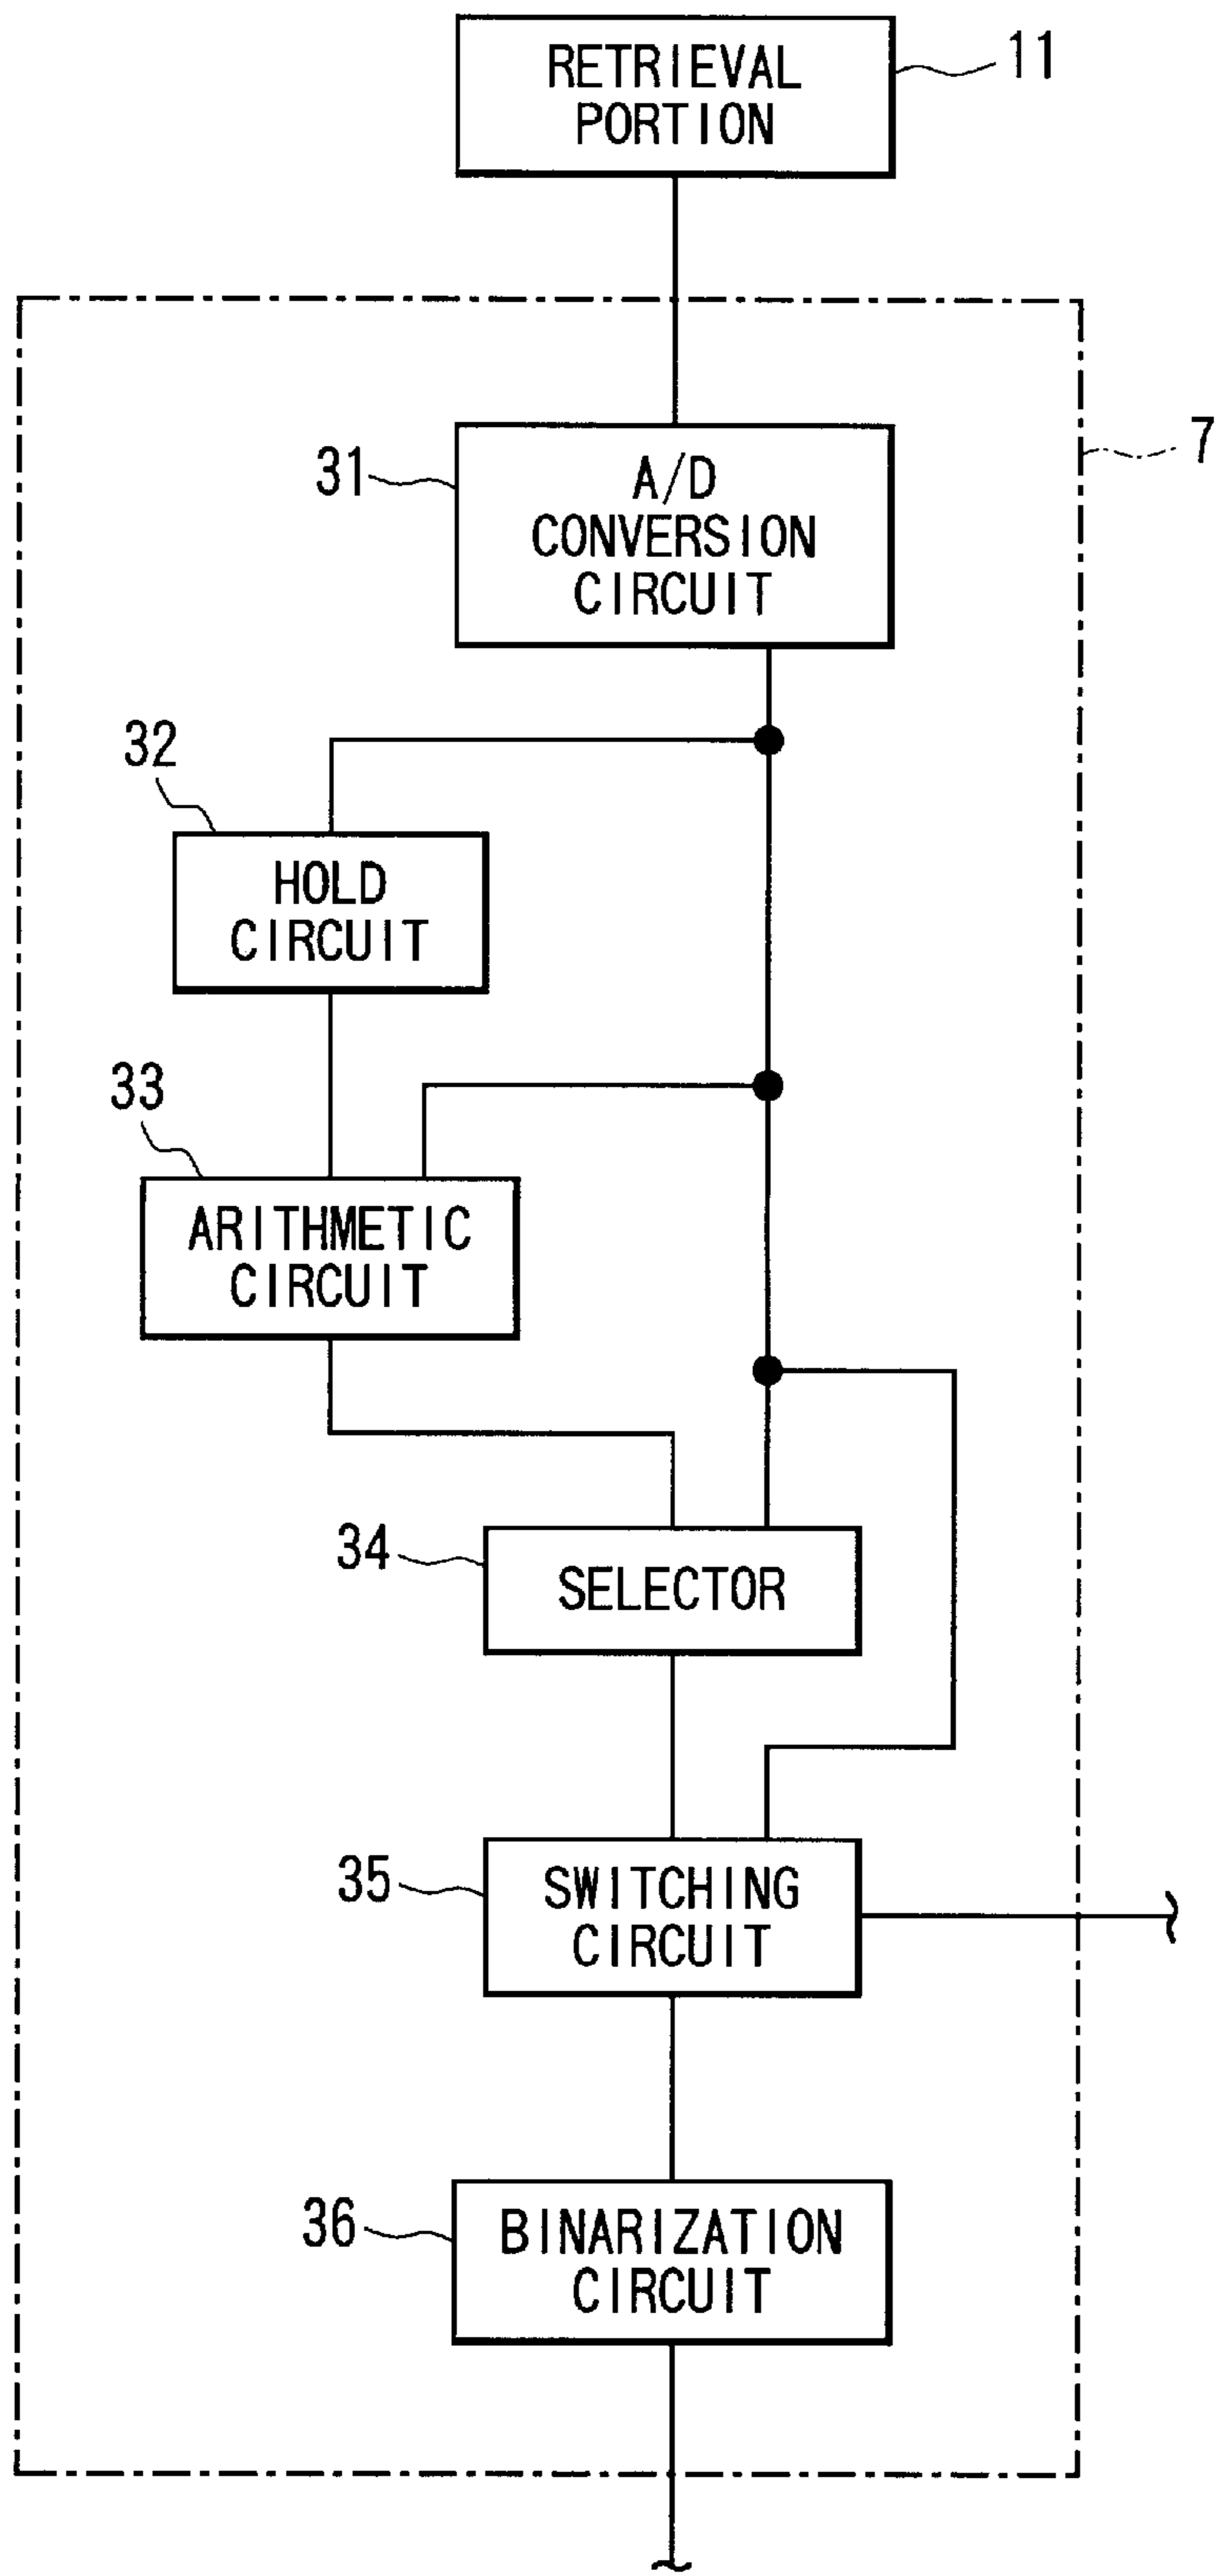 RETRIEVAL
PORTION
11
7
31
A/D
CONVERSION
CIRCUIT
32
HOLD
CIRCUIT
33
ARITHMETIC
CIRCUIT
34
SELECTOR
35
SWITCHING
CIRCUIT
36
BINARIZATION
CIRCUIT